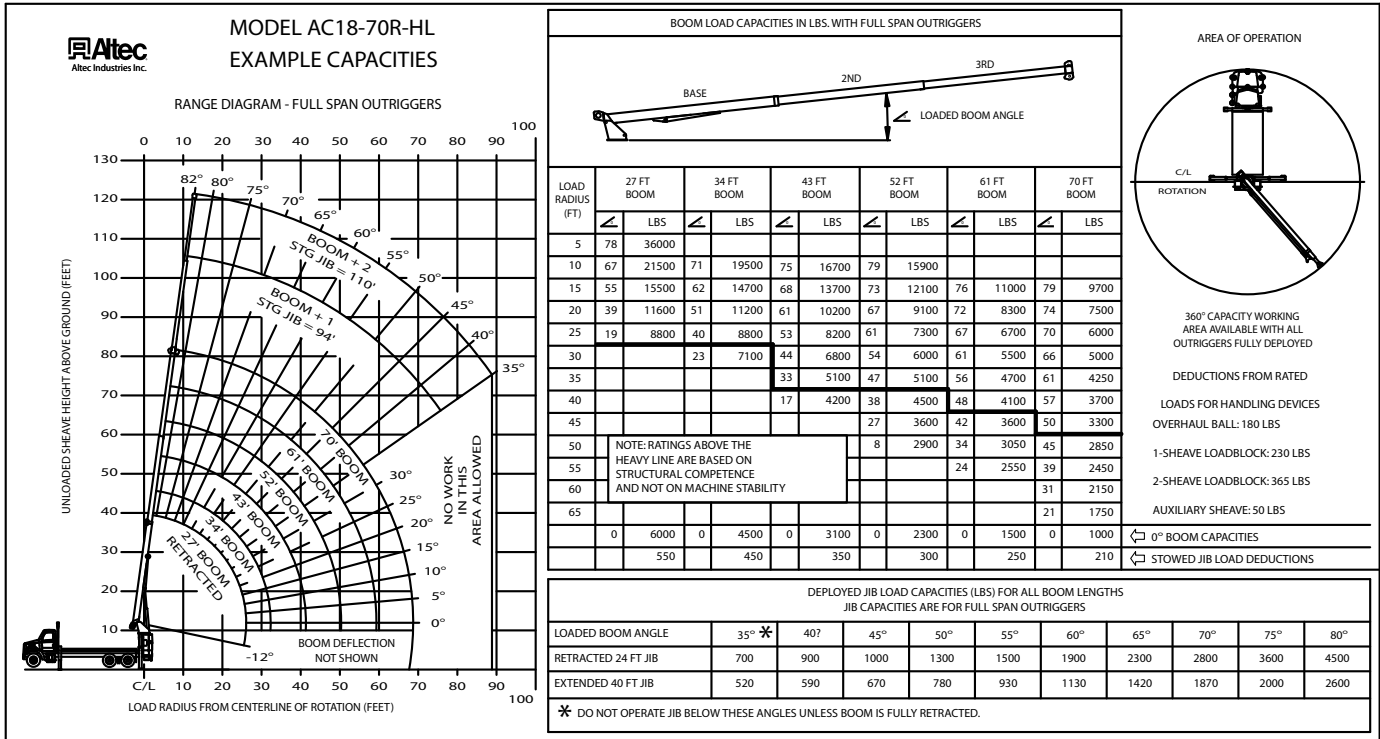 Altec
Altec Industries Inc.
MODEL AC18-70R-HL
EXAMPLE CAPACITIES
RANGE DIAGRAM - FULL SPAN OUTRIGGERS
0 10 20 30 40 50 60 70 80 90 100
130
120
110
100
90
80
70
60
50
40
30
20
10
UNLOADED SHEAVE HEIGHT ABOVE GROUND (FEET)
82°
80°
75°
70°
65°
60°
55°
50°
45°
40°
35°
30°
25°
20°
15°
10°
5°
0°
-12°
BOOM + 2
STG JIB = 110'
BOOM + 1
STG JIB = 94'
70' BOOM
61' BOOM
52' BOOM
43' BOOM
34' BOOM
27' BOOM
RETRACTED
NO WORK
IN THIS
AREA ALLOWED
BOOM DEFLECTION
NOT SHOWN
C/L 10 20 30 40 50 60 70 80 90 100
LOAD RADIUS FROM CENTERLINE OF ROTATION (FEET)
BOOM LOAD CAPACITIES IN LBS. WITH FULL SPAN OUTRIGGERS
BASE
2ND
3RD
LOADED BOOM ANGLE
LOAD
RADIUS
(FT)
27 FT
BOOM
34 FT
BOOM
43 FT
BOOM
52 FT
BOOM
61 FT
BOOM
70 FT
BOOM
LBS LBS LBS LBS LBS LBS
5 78 36000
10 67 21500 71 19500 75 16700 79 15900
15 55 15500 62 14700 68 13700 73 12100 76 11000 79 9700
20 39 11600 51 11200 61 10200 67 9100 72 8300 74 7500
25 19 8800 40 8800 53 8200 61 7300 67 6700 70 6000
30 23 7100 44 6800 54 6000 61 5500 66 5000
35 33 5100 47 5100 56 4700 61 4250
40 17 4200 38 4500 48 4100 57 3700
45 27 3600 42 3600 50 3300
50 8 2900 34 3050 45 2850
55 24 2550 39 2450
60 31 2150
65 21 1750
0 6000 0 4500 0 3100 0 2300 0 1500 0 1000
550 450 350 300 250 210
NOTE: RATINGS ABOVE THE
HEAVY LINE ARE BASED ON
STRUCTURAL COMPETENCE
AND NOT ON MACHINE STABILITY
AREA OF OPERATION
C/L
ROTATION
360° CAPACITY WORKING
AREA AVAILABLE WITH ALL
OUTRIGGERS FULLY DEPLOYED
DEDUCTIONS FROM RATED
LOADS FOR HANDLING DEVICES
OVERHAUL BALL: 180 LBS
1-SHEAVE LOADBLOCK: 230 LBS
2-SHEAVE LOADBLOCK: 365 LBS
AUXILIARY SHEAVE: 50 LBS
0° BOOM CAPACITIES
STOWED JIB LOAD DEDUCTIONS
DEPLOYED JIB LOAD CAPACITIES (LBS) FOR ALL BOOM LENGTHS
JIB CAPACITIES ARE FOR FULL SPAN OUTRIGGERS
LOADED BOOM ANGLE 35° * 40? 45° 50° 55° 60° 65° 70° 75° 80°
RETRACTED 24 FT JIB 700 900 1000 1300 1500 1900 2300 2800 3600 4500
EXTENDED 40 FT JIB 520 590 670 780 930 1130 1420 1870 2000 2600
* DO NOT OPERATE JIB BELOW THESE ANGLES UNLESS BOOM IS FULLY RETRACTED.